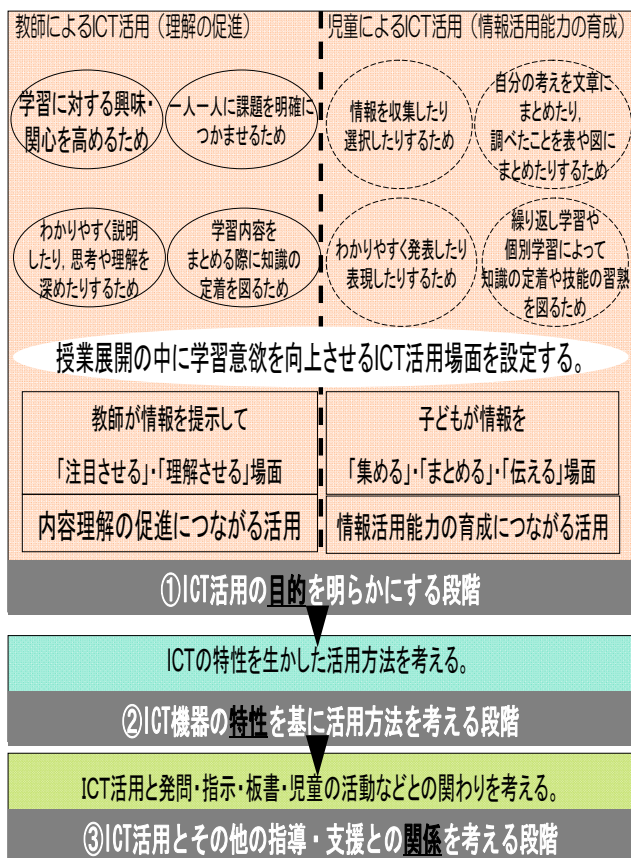 教師によるICT活用(理解の促進)
学習に対する興味・
関心を高めるため
一人一人に課題を明確に
つかませるため
わかりやすく説明
したり,思考や理解を
深めたりするため
学習内容を
まとめる際に知識の
定着を図るため
児童によるICT活用(情報活用能力の育成)
情報を収集したり
選択したりするため
自分の考えを文章に
まとめたり,
調べたことを表や図に
まとめたりするため
わかりやすく発表したり
表現したりするため
繰り返し学習や
個別学習によって
知識の定着や技能の習熟
を図るため
授業展開の中に学習意欲を向上させるICT活用場面を設定する。
教師が情報を提示して
「注目させる」・「理解させる」場面
内容理解の促進につながる活用
子どもが情報を
「集める」・「まとめる」・「伝える」場面
情報活用能力の育成につながる活用
①ICT活用の目的を明らかにする段階
ICTの特性を生かした活用方法を考える。
②ICT機器の特性を基に活用方法を考える段階
ICT活用と発問・指示・板書・児童の活動などとの関わりを考える。
③ICT活用とその他の指導・支援との関係を考える段階